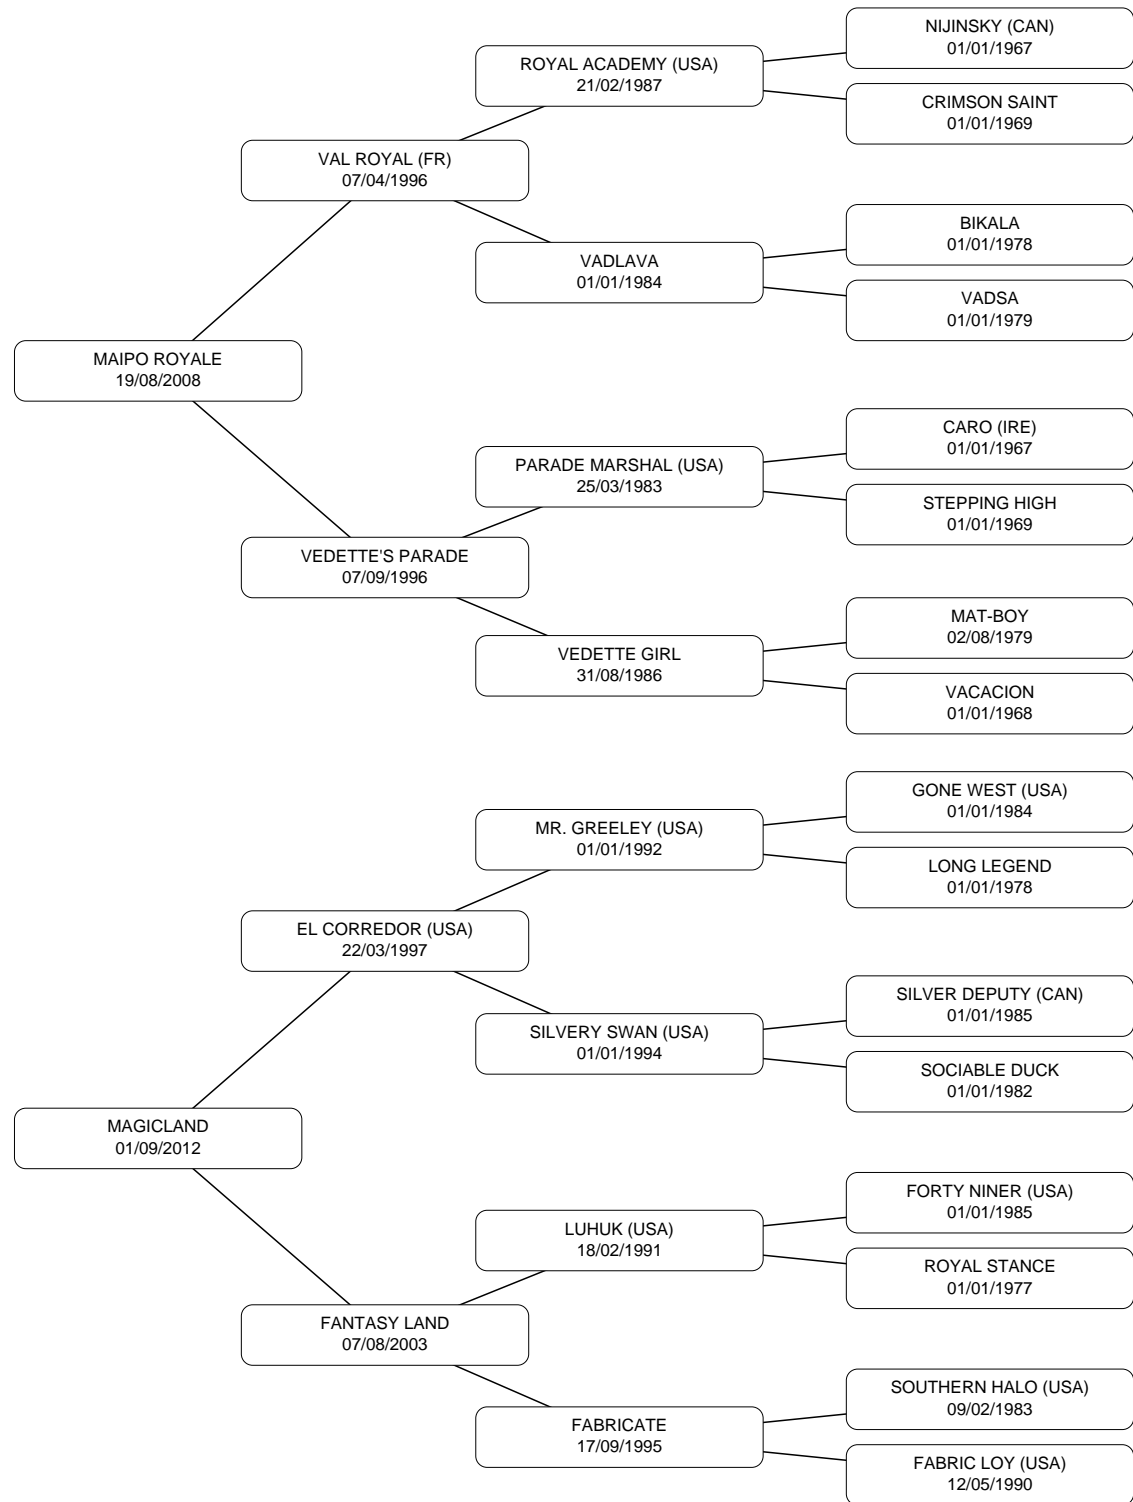 NIJINSKY (CAN)
01/01/1967
ROYAL ACADEMY (USA)
21/02/1987
CRIMSON SAINT
01/01/1969
VAL ROYAL (FR)
07/04/1996
BIKALA
01/01/1978
VADLAVA
01/01/1984
VADSA
01/01/1979
MAIPO ROYALE
19/08/2008
CARO (IRE)
01/01/1967
PARADE MARSHAL (USA)
25/03/1983
STEPPING HIGH
01/01/1969
VEDETTE'S PARADE
07/09/1996
MAT-BOY
02/08/1979
VEDETTE GIRL
31/08/1986
VACACION
01/01/1968
GONE WEST (USA)
01/01/1984
MR. GREELEY (USA)
01/01/1992
LONG LEGEND
01/01/1978
EL CORREDOR (USA)
22/03/1997
SILVER DEPUTY (CAN)
01/01/1985
SILVERY SWAN (USA)
01/01/1994
SOCIABLE DUCK
01/01/1982
MAGICLAND
01/09/2012
FORTY NINER (USA)
01/01/1985
LUHUK (USA)
18/02/1991
ROYAL STANCE
01/01/1977
FANTASY LAND
07/08/2003
SOUTHERN HALO (USA)
09/02/1983
FABRICATE
17/09/1995
FABRIC LOY (USA)
12/05/1990